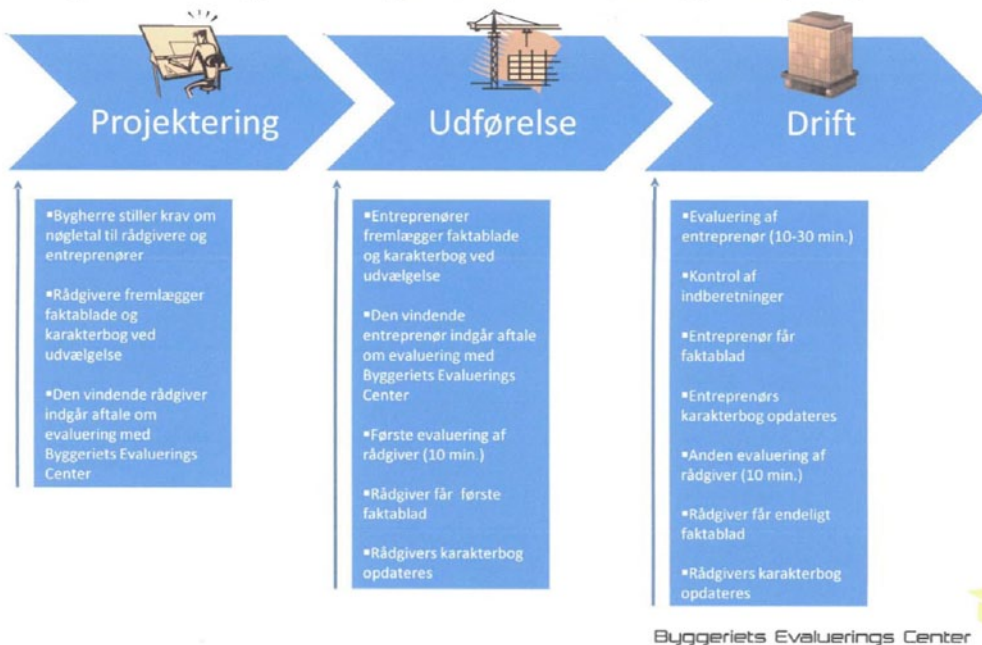 Projektering
Udførelse
Drift
▪Bygherre stiller krav om
nøgletal til rådgivere og
entreprenører
▪Rådgivere fremlægger
faktablade og
karakterbog ved
udvælgelse
▪Den vindende rådgiver
indgår aftale om
evaluering med
Byggeriets Evaluerings
Center
▪Entreprenører
fremlægger faktablade
og karakterbog ved
udvælgelse
▪Den vindende
entreprenør indgår aftale
om evaluering med
Byggeriets Evaluerings
Center
▪Første evaluering af
rådgiver (10 min.)
▪Rådgiver får første
faktablad
▪Rådgivers karakterbog
opdateres
▪Evaluering af
entreprenør (10-30 min.)
▪Kontrol af
indberetninger
▪Entreprenør får
faktablad
▪Entreprenørs
karakterbog opdateres
▪Anden evaluering af
rådgiver (10 min.)
▪Rådgiver får endeligt
faktablad
▪Rådgivers karakterbog
opdateres
Byggeriets Evaluerings Center